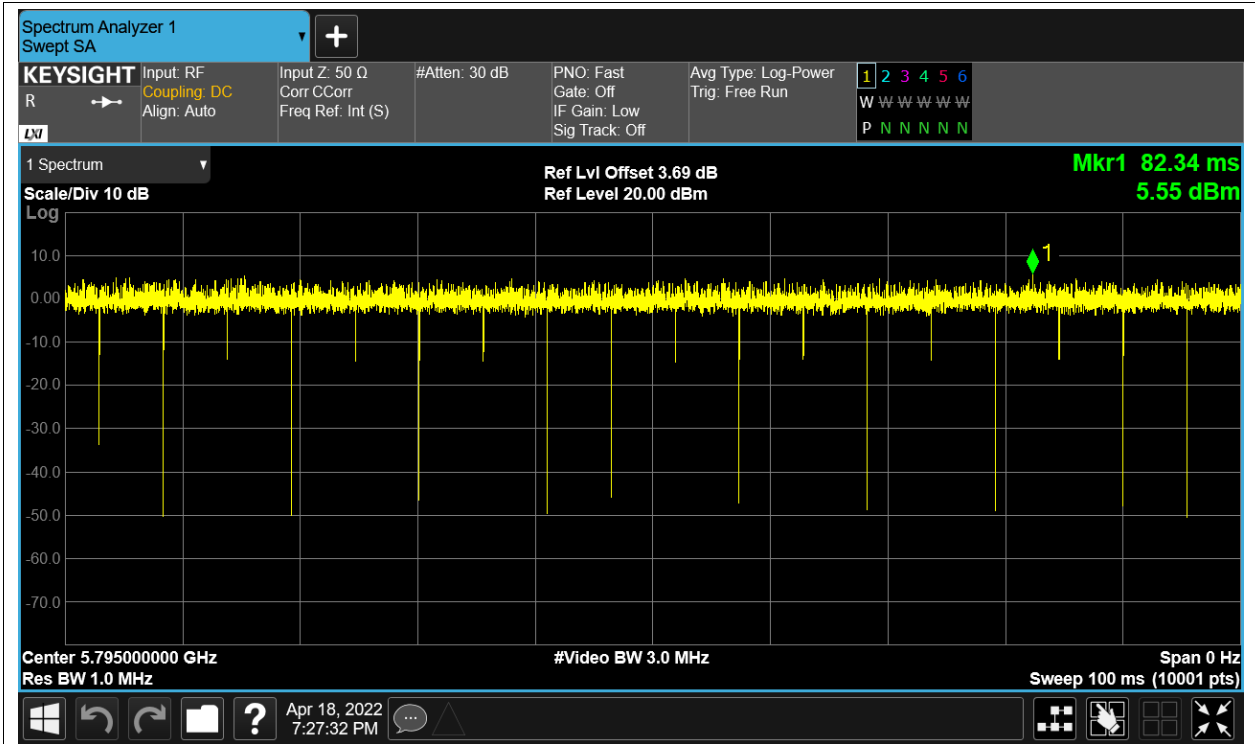 Spectrum Analyzer 1
Swept SA
+
KEYSIGHT
R
LXI
Input: RF
Coupling: DC
Align: Auto
Input Z: 50 Ω
Corr CCorr
Freq Ref: Int (S)
#Atten: 30 dB
PNO: Fast
Gate: Off
IF Gain: Low
Sig Track: Off
Avg Type: Log-Power
Trig: Free Run
1 2 3 4 5 6
W W W W W W
P N N N N N
1 Spectrum
Scale/Div 10 dB
Ref Lvl Offset 3.69 dB
Ref Level 20.00 dBm
Mkr1 82.34 ms
5.55 dBm
Log
10.0
0.00
-10.0
-20.0
-30.0
-40.0
-50.0
-60.0
-70.0
1
Center 5.795000000 GHz
Res BW 1.0 MHz
#Video BW 3.0 MHz
Span 0 Hz
Sweep 100 ms (10001 pts)
?
Apr 18, 2022
7:27:32 PM